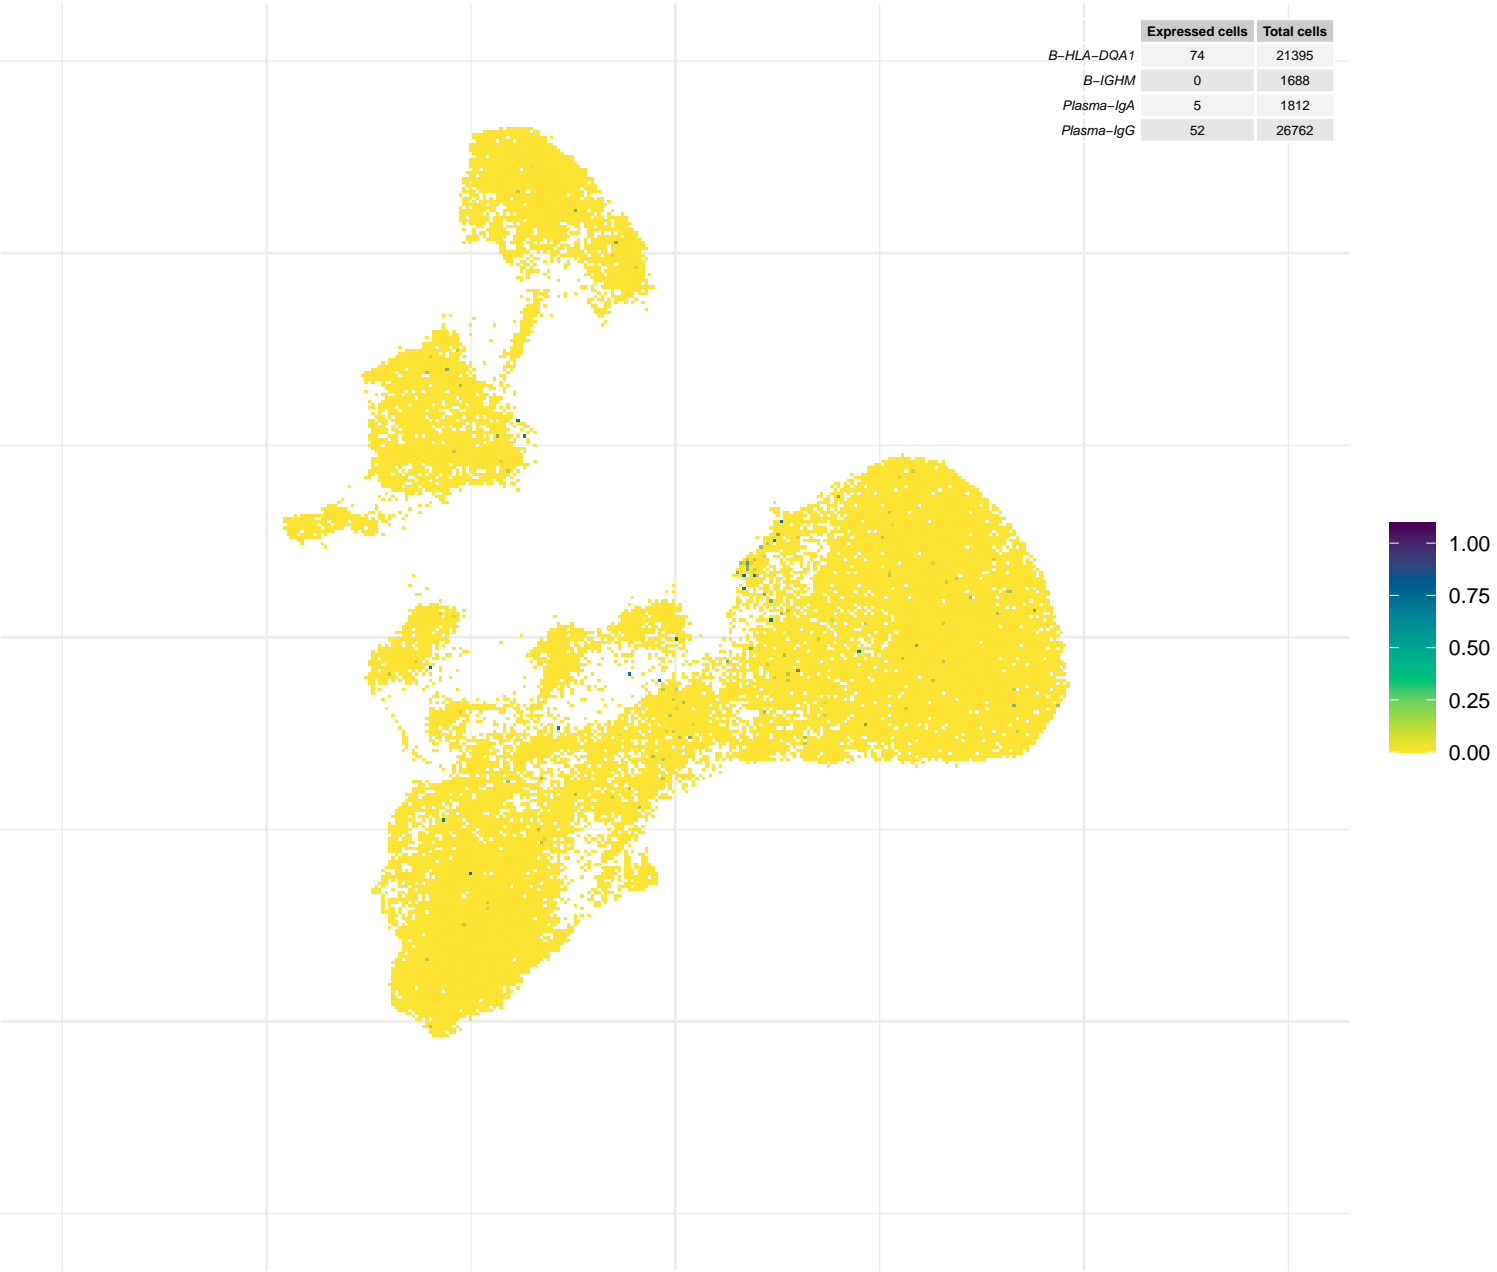 Expressed cells Total cells
B−HLA−DQA1 74 21395
B−IGHM 0 1688
Plasma−IgA 5 1812
Plasma−IgG 52 26762
1.00
0.75
0.50
0.25
0.00